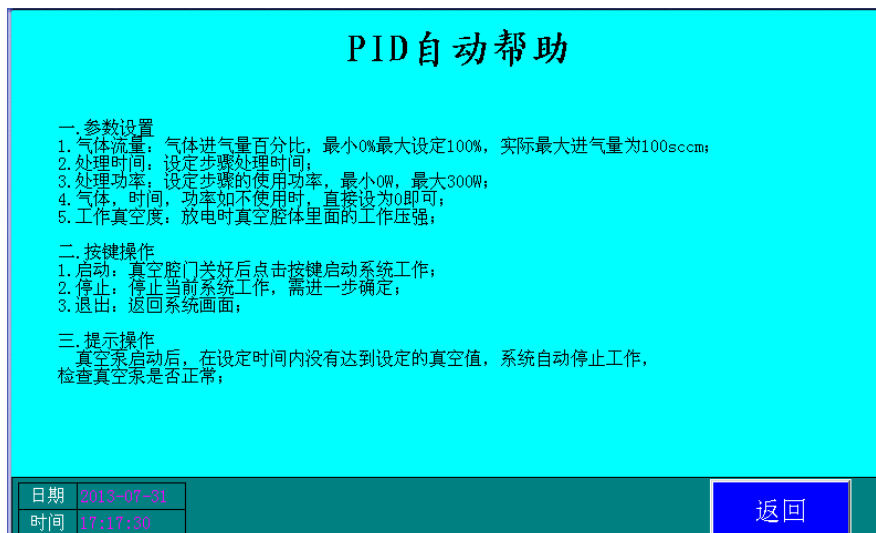 PID自动帮助
一.参数设置
1.气体流量：气体进气量百分比，最小0%最大设定100%，实际最大进气量为100sccm；
2.处理时间：设定步骤处理时间；
3.处理功率：设定步骤的使用功率，最小0W，最大300W；
4.气体，时间，功率如不使用时，直接设为0即可；
5.工作真空度：放电时真空腔体里面的工作压强；
二.按键操作
1.启动：真空腔门关好后点击按键启动系统工作；
2.停止：停止当前系统工作，需进一步确定；
3.退出：返回系统画面；
三.提示操作
真空泵启动后，在设定时间内没有达到设定的真空值，系统自动停止工作，
检查真空泵是否正常；
日期 2013-07-31
时间 17:17:30
返回